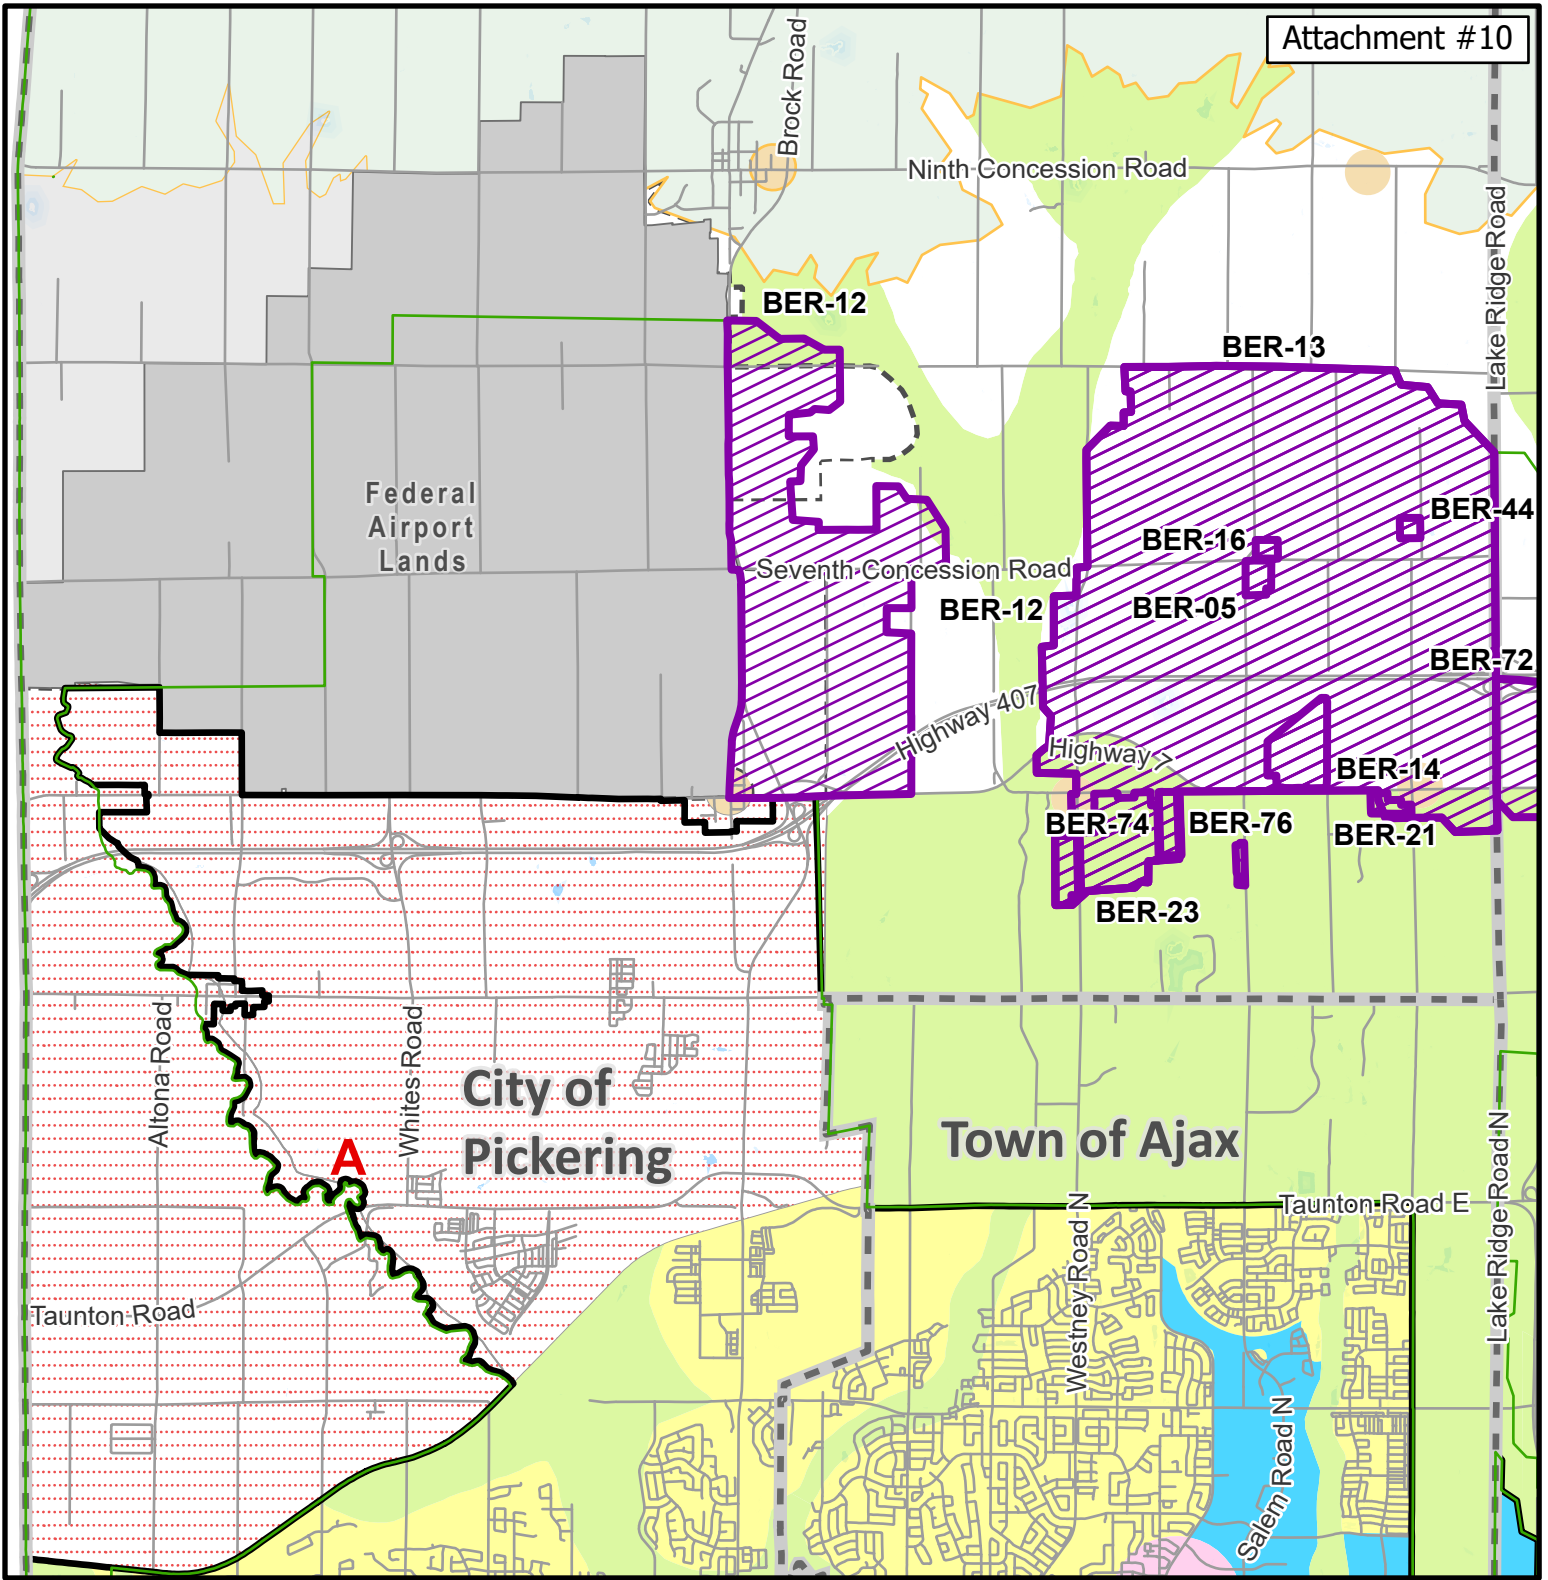 Attachment #10
Brock Road
Ninth Concession Road
Lake Ridge Road
BER-12
BER-13
Federal
Airport
Lands
BER-44
BER-16
Seventh Concession Road
BER-12
BER-05
BER-72
Highway 407
Highway 7
BER-14
BER-74
BER-76
BER-21
BER-23
Altona Road
Whites Road
City of
Pickering
Town of Ajax
A
Taunton Road E
Westney Road N
Lake Ridge Road N
Taunton Road
Salem Road N